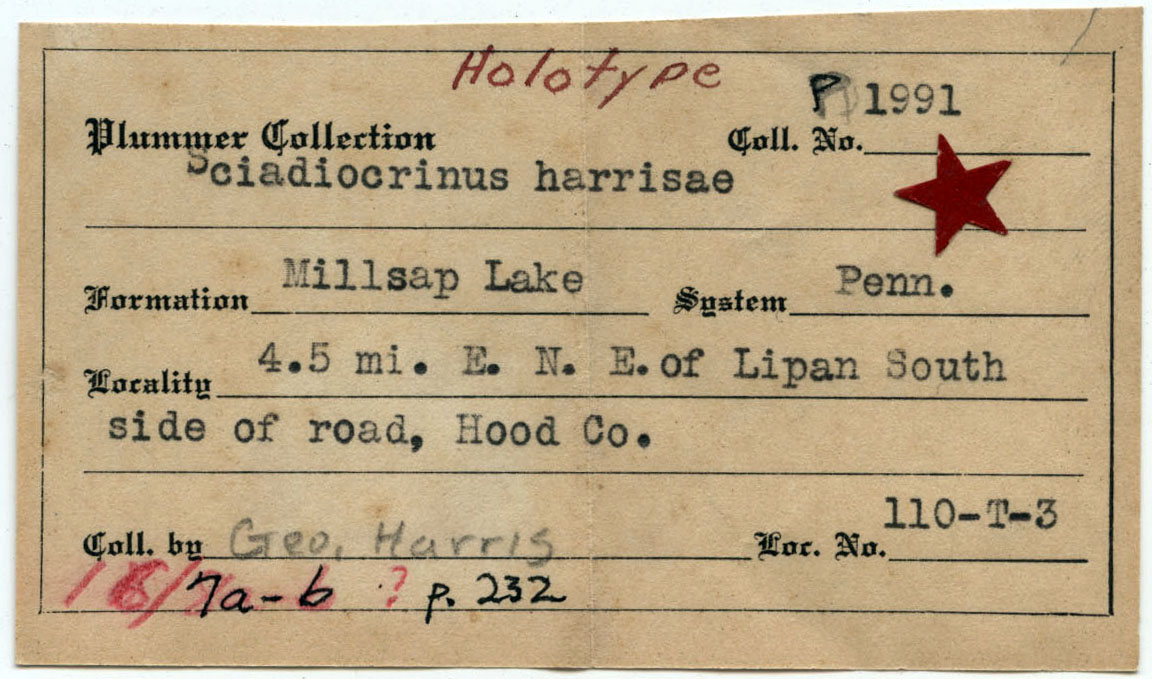 Holotype
Plummer Collection Coll. No. P 1991
Sciadiocrinus harrisae
Formation Millsap Lake System Penn.
Locality 4.5 mi. E. N. E. of Lipan South
side of road, Hood Co.
Coll. by Geo. Harris Loc. No. 110-T-3
7a-b ? p. 232